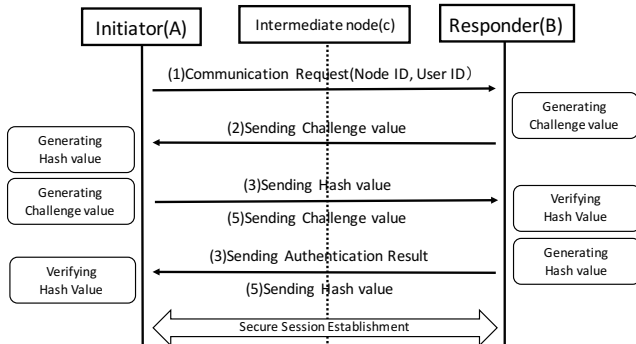 Initiator(A)
Intermediate node(c)
Responder(B)
(1)Communication Request(Node ID, User ID）
Generating
Challenge value
(2)Sending Challenge value
Generating
Hash value
Generating
Challenge value
(3)Sending Hash value
(5)Sending Challenge value
Verifying
Hash Value
(3)Sending Authentication Result
(5)Sending Hash value
Generating
Hash value
Verifying
Hash Value
Secure Session Establishment